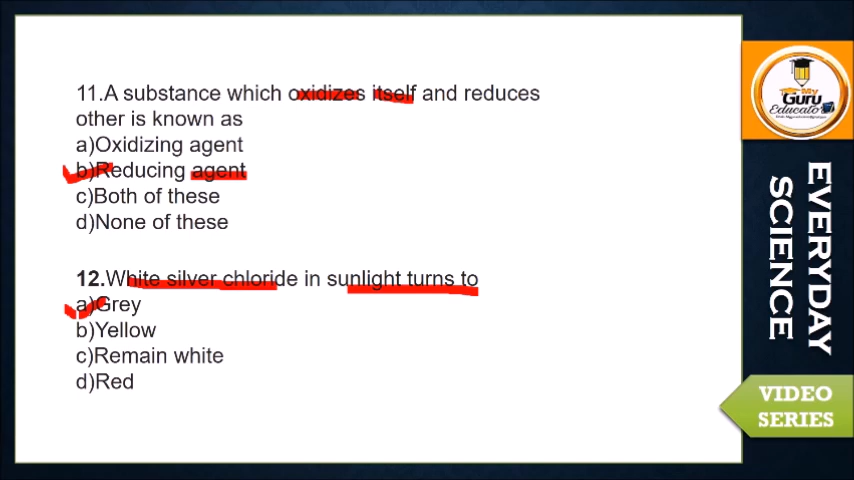 11.A substance which oxidizes itself and reduces
other is known as
a)Oxidizing agent
b)Reducing agent
c)Both of these
d)None of these
12.White silver chloride in sunlight turns to
a)Grey
b)Yellow
c)Remain white
d)Red
My
Guru
Educator
EVERYDAY
SCIENCE
VIDEO
SERIES